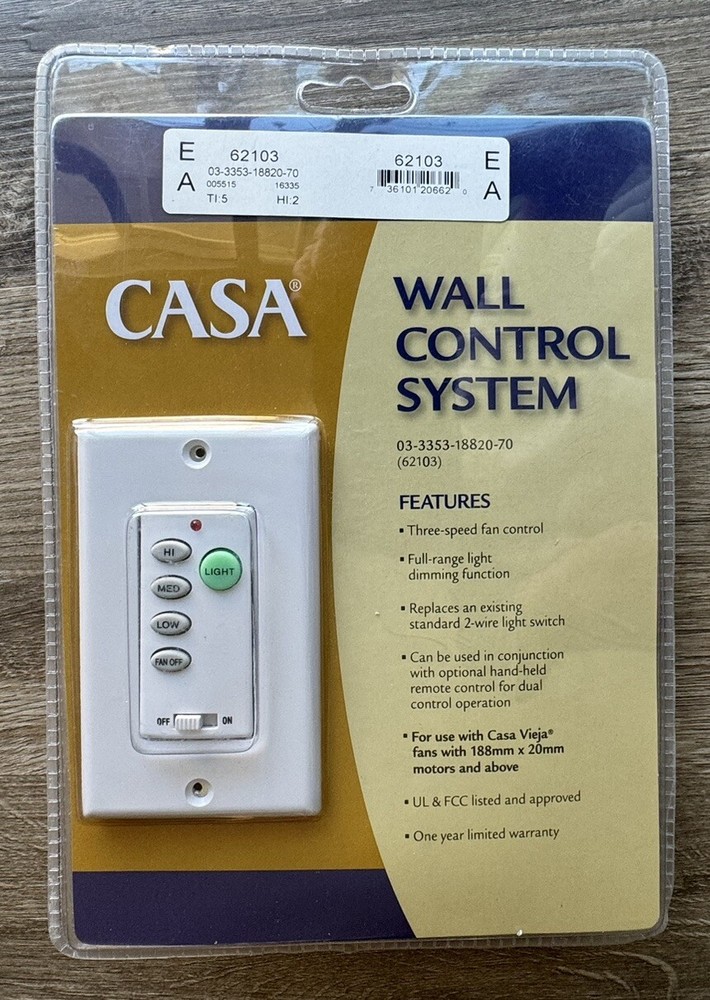 E 62103 62103 E
A 03-3353-18820-70 A
005515 16335
TI:5 HI:2
7 36101 20662 0
CASA®
WALL
CONTROL
SYSTEM
03-3353-18820-70
(62103)
FEATURES
▪ Three-speed fan control
▪ Full-range light
dimming function
▪ Replaces an existing
standard 2-wire light switch
▪ Can be used in conjunction
with optional hand-held
remote control for dual
control operation
▪ For use with Casa Vieja®
fans with 188mm x 20mm
motors and above
▪ UL & FCC listed and approved
▪ One year limited warranty
HI
LIGHT
MED
LOW
FAN OFF
OFF ON